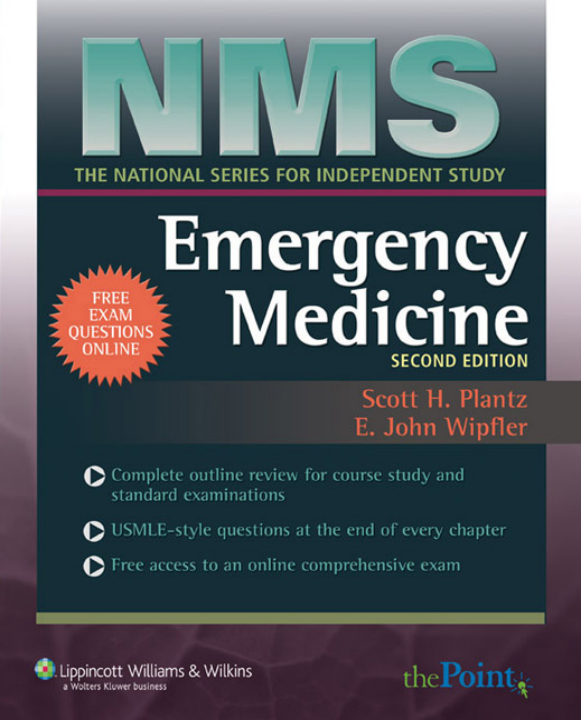 NMS
THE NATIONAL SERIES FOR INDEPENDENT STUDY
Emergency
Medicine
SECOND EDITION
FREE
EXAM
QUESTIONS
ONLINE
Scott H. Plantz
E. John Wipfler
Complete outline review for course study and
standard examinations
USMLE-style questions at the end of every chapter
Free access to an online comprehensive exam
Lippincott Williams & Wilkins
a Wolters Kluwer business
thePoint